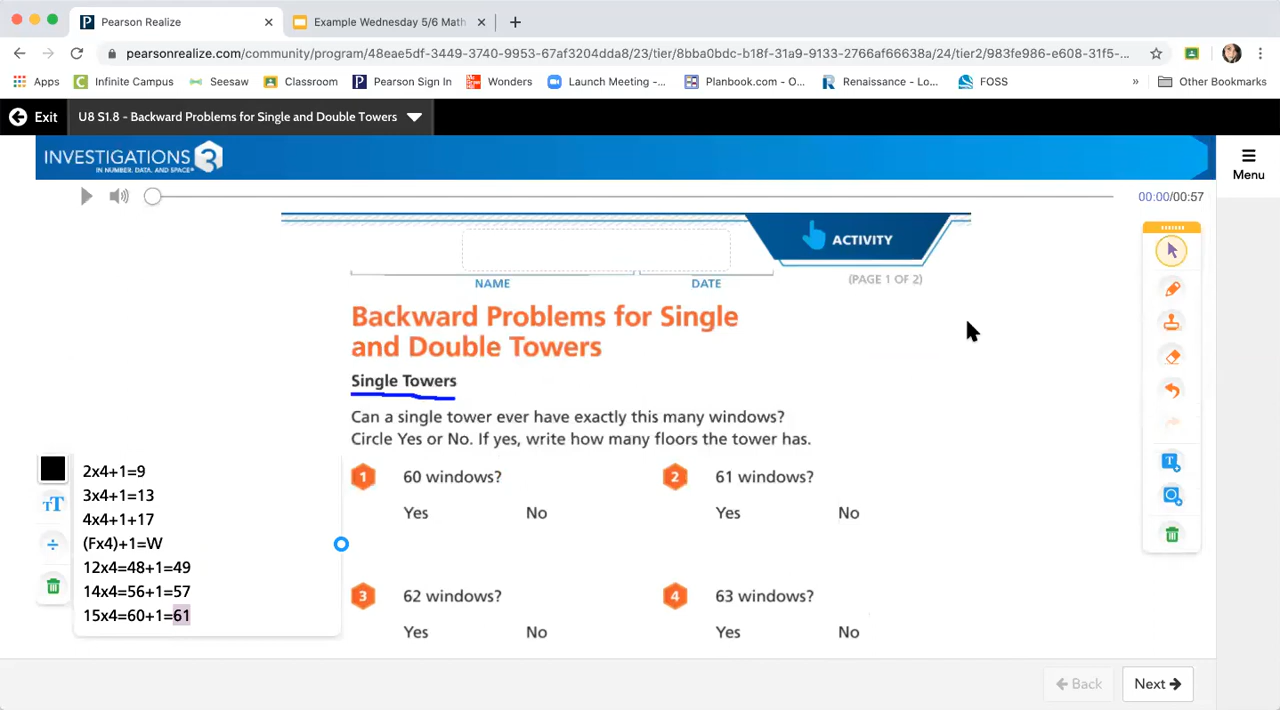 Pearson Realize
Example Wednesday 5/6 Math
pearsonrealize.com/community/program/48eae5df-3449-3740-9953-67af3204dda8/23/tier/8bba0bdc-b18f-31a9-9133-2766af66638a/24/tier2/983fe986-e608-31f5-...
Apps Infinite Campus Seesaw Classroom Pearson Sign In Wonders Launch Meeting -... Planbook.com - O... Renaissance - Lo... FOSS » Other Bookmarks
Exit U8 S1.8 - Backward Problems for Single and Double Towers
INVESTIGATIONS 3
IN NUMBER, DATA, AND SPACE®
Menu
00:00/00:57
ACTIVITY
NAME DATE (PAGE 1 OF 2)
Backward Problems for Single
and Double Towers
Single Towers
Can a single tower ever have exactly this many windows?
Circle Yes or No. If yes, write how many floors the tower has.
1 60 windows? 2 61 windows?
Yes No Yes No
3 62 windows? 4 63 windows?
Yes No Yes No
2x4+1=9
3x4+1=13
4x4+1+17
(Fx4)+1=W
12x4=48+1=49
14x4=56+1=57
15x4=60+1=61
TT
T
Back Next